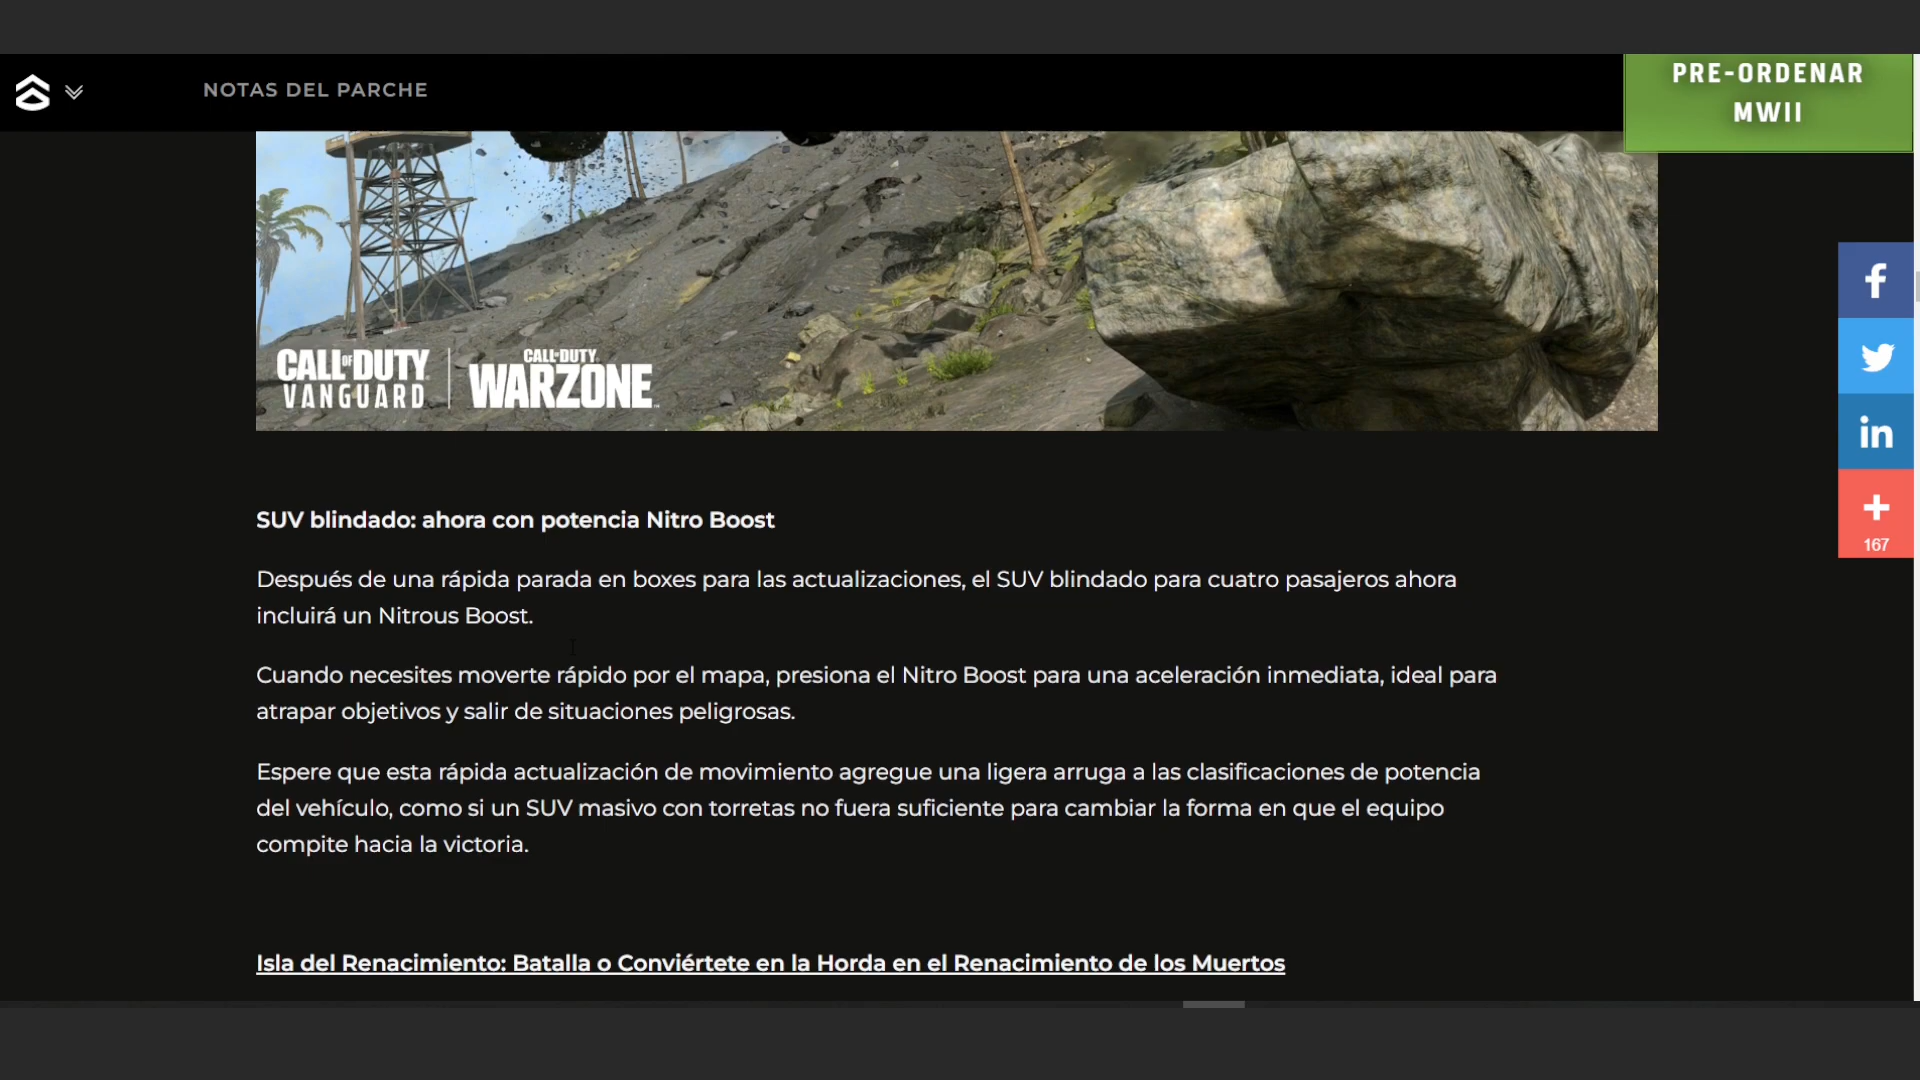 NOTAS DEL PARCHE
PRE-ORDENAR
MWII
CALL OF DUTY
VANGUARD
CALL OF DUTY
WARZONE
SUV blindado: ahora con potencia Nitro Boost
Después de una rápida parada en boxes para las actualizaciones, el SUV blindado para cuatro pasajeros ahora
incluirá un Nitrous Boost.
Cuando necesites moverte rápido por el mapa, presiona el Nitro Boost para una aceleración inmediata, ideal para
atrapar objetivos y salir de situaciones peligrosas.
Espere que esta rápida actualización de movimiento agregue una ligera arruga a las clasificaciones de potencia
del vehículo, como si un SUV masivo con torretas no fuera suficiente para cambiar la forma en que el equipo
compite hacia la victoria.
Isla del Renacimiento: Batalla o Conviértete en la Horda en el Renacimiento de los Muertos
f
in
+
167